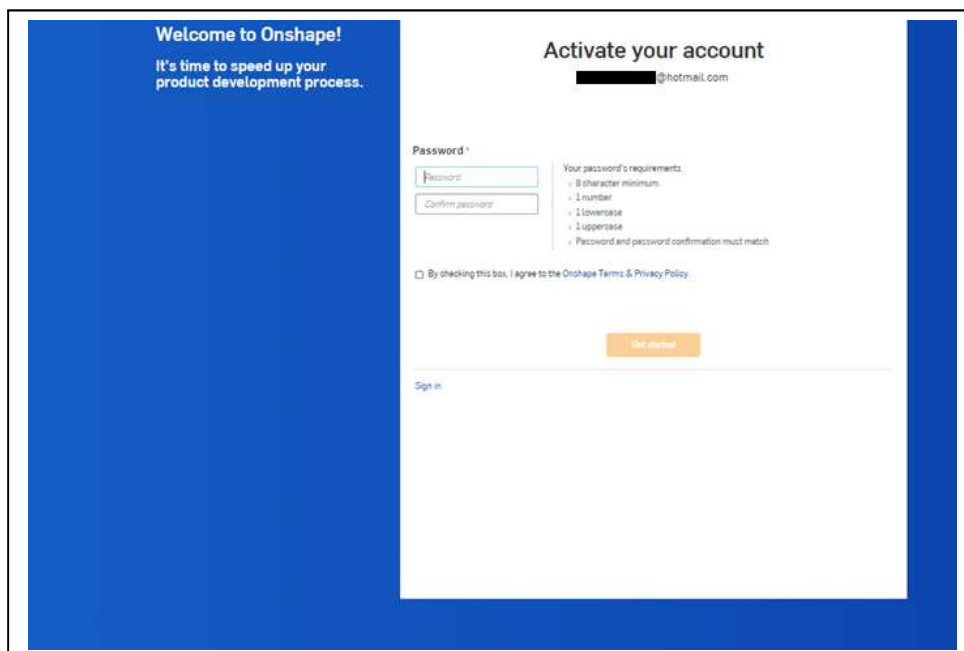 Welcome to Onshape!
It's time to speed up your
product development process.
Activate your account
@hotmail.com
Password *
Password
Confirm password
Your password's requirements
8 character minimum
1 number
1 lowercase
1 uppercase
Password and password confirmation must match
By checking this box, I agree to the Onshape Terms & Privacy Policy.
Get started
Sign in